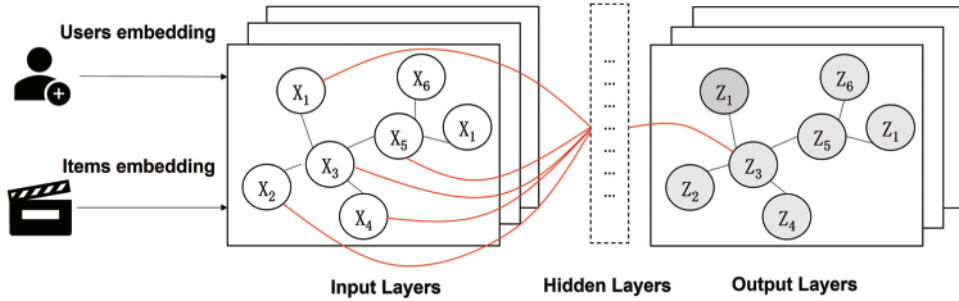 Users embedding
Items embedding
X1
X6
X5
X1
X3
X2
X4
...
...
...
...
...
...
...
Z1
Z6
Z5
Z1
Z3
Z2
Z4
Input Layers
Hidden Layers
Output Layers